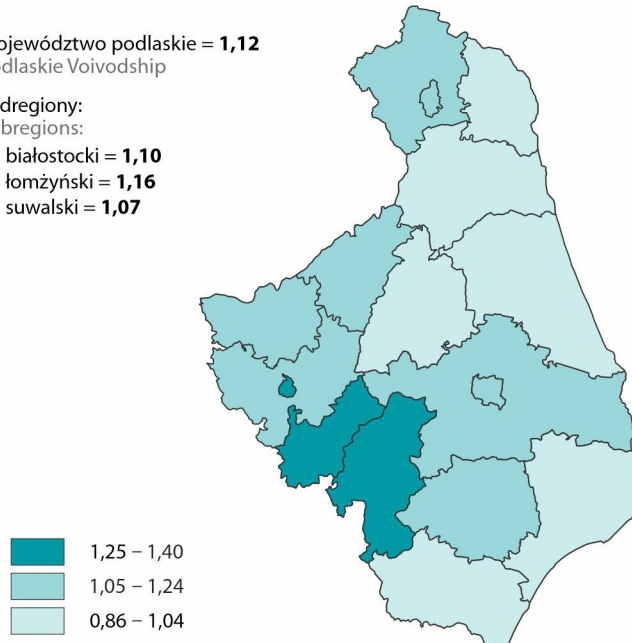 ojewództwo podlaskie = 1,12
dlaskie Voivodship
dregiony:
bregions:
białostocki = 1,10
łomżyński = 1,16
suwalski = 1,07
1,25 – 1,40
1,05 – 1,24
0,86 – 1,04